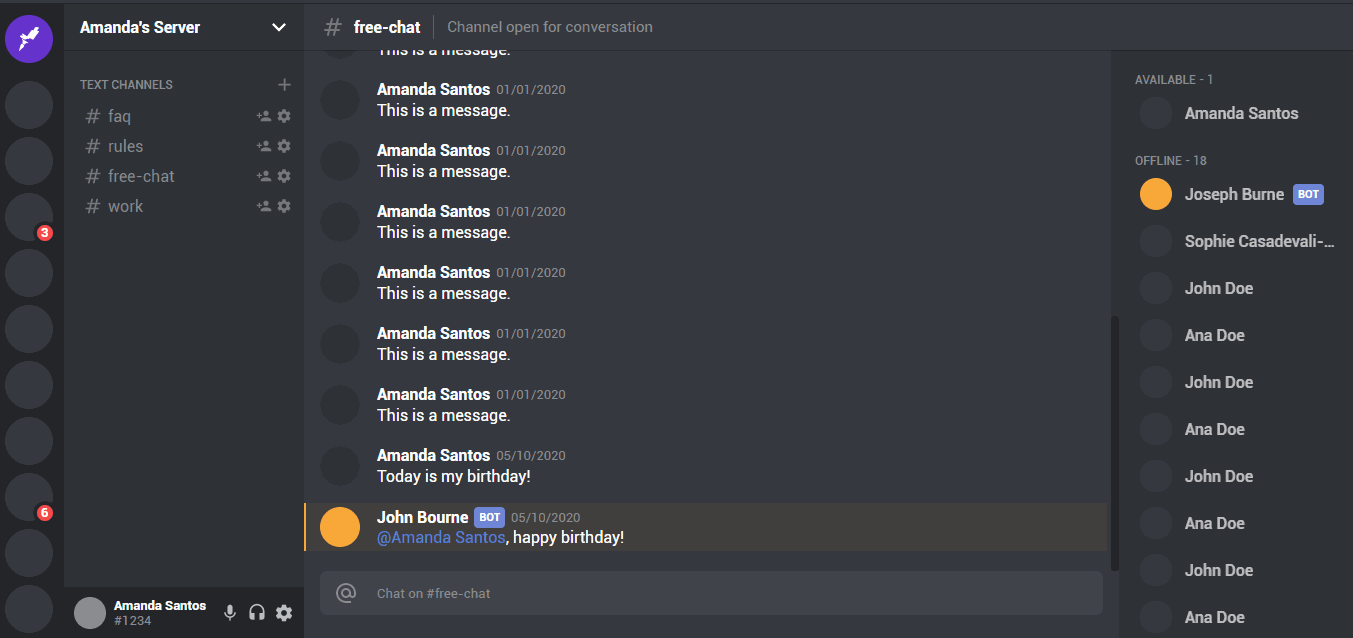 Amanda's Server
# free-chat Channel open for conversation
TEXT CHANNELS
# faq
# rules
# free-chat
# work
3
6
Amanda Santos
#1234
This is a message.
Amanda Santos 01/01/2020
This is a message.
Amanda Santos 01/01/2020
This is a message.
Amanda Santos 01/01/2020
This is a message.
Amanda Santos 01/01/2020
This is a message.
Amanda Santos 01/01/2020
This is a message.
Amanda Santos 01/01/2020
This is a message.
Amanda Santos 05/10/2020
Today is my birthday!
John Bourne BOT 05/10/2020
@Amanda Santos, happy birthday!
@ Chat on #free-chat
AVAILABLE - 1
Amanda Santos
OFFLINE - 18
Joseph Burne BOT
Sophie Casadevali-...
John Doe
Ana Doe
John Doe
Ana Doe
John Doe
Ana Doe
John Doe
Ana Doe